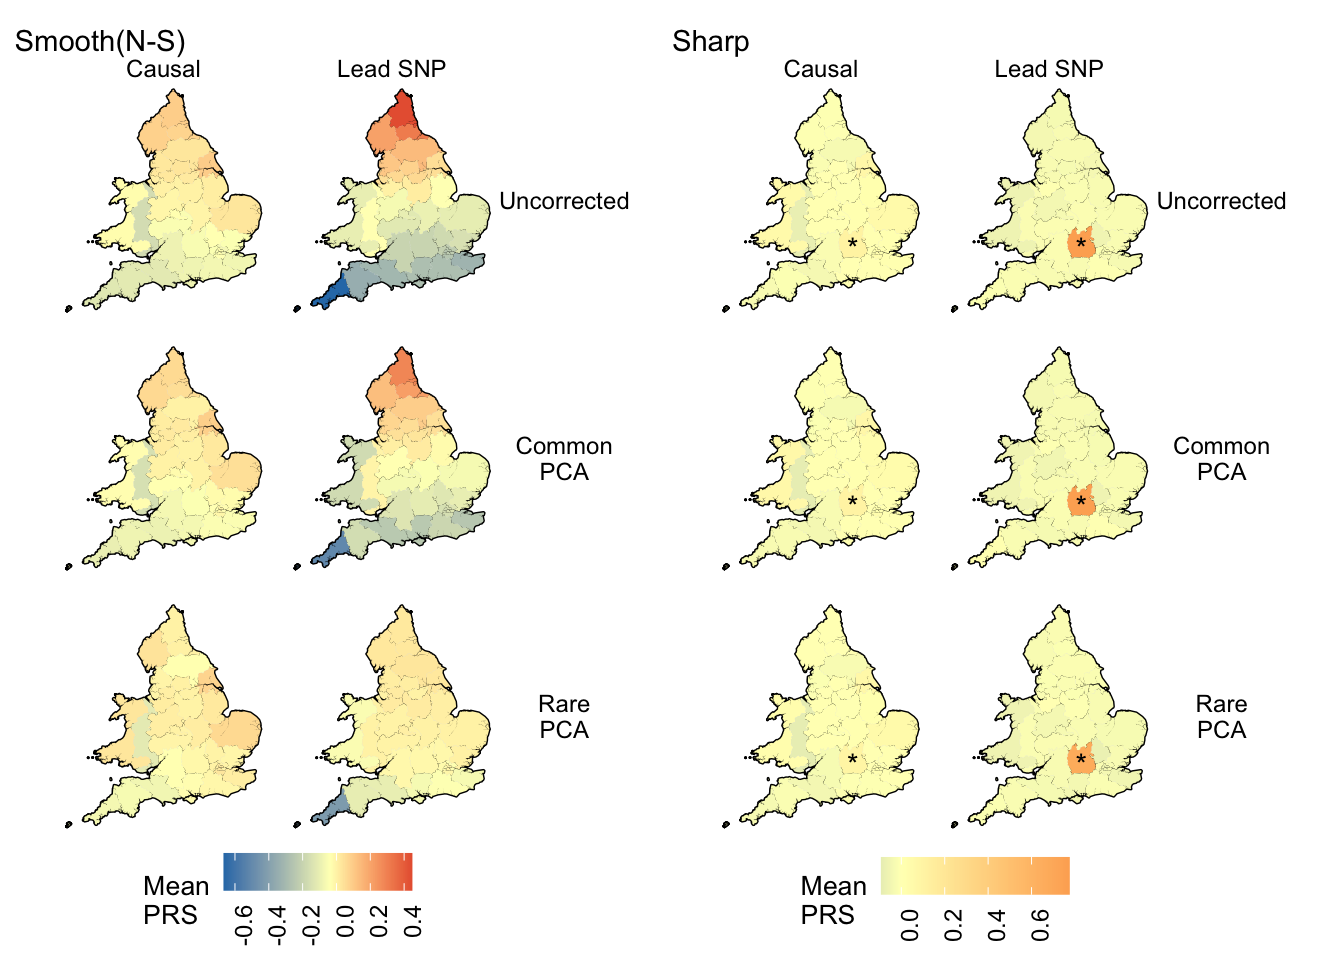 Smooth(N-S)
Sharp
Causal
Lead SNP
Causal
Lead SNP
Uncorrected
*
*
Uncorrected
Common
PCA
*
*
Common
PCA
Rare
PCA
*
*
Rare
PCA
Mean
PRS
-0.6
-0.4
-0.2
0.0
0.2
0.4
Mean
PRS
0.0
0.2
0.4
0.6